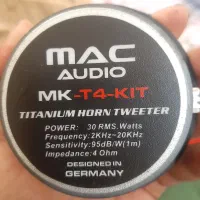 MAC
AUDIO
MK-T4-KIT
TITANIUM HORN TWEETER
POWER: 30 RMS. Watts
Frequency: 2KHz~20KHz
Sensitivity: 95dB/W(1m)
Impedance: 4 Ohm
DESIGNED IN
GERMANY